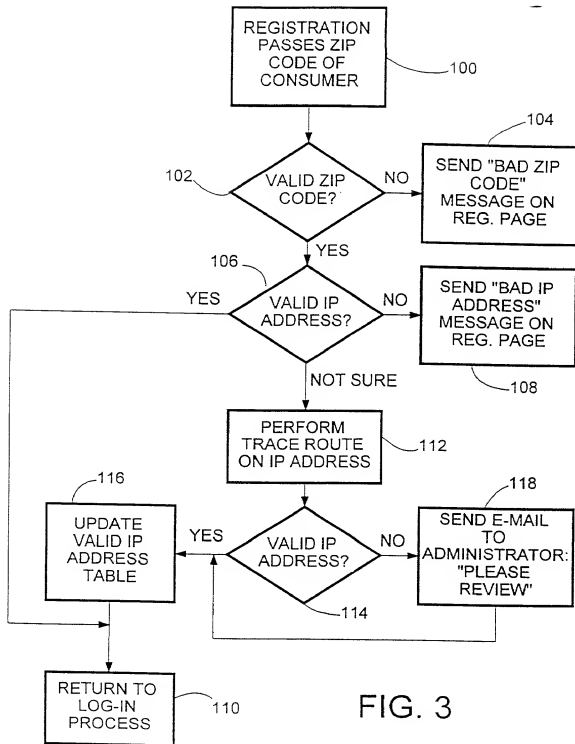 REGISTRATION
PASSES ZIP
CODE OF
CONSUMER
100
104
102
VALID ZIP
CODE?
NO
SEND "BAD ZIP
CODE"
MESSAGE ON
REG. PAGE
YES
106
YES
VALID IP
ADDRESS?
NO
SEND "BAD IP
ADDRESS"
MESSAGE ON
REG. PAGE
108
NOT SURE
PERFORM
TRACE ROUTE
ON IP ADDRESS
112
116
118
UPDATE
VALID IP
ADDRESS
TABLE
YES
VALID IP
ADDRESS?
NO
SEND E-MAIL
TO
ADMINISTRATOR:
"PLEASE
REVIEW"
114
RETURN TO
LOG-IN
PROCESS
110
FIG. 3